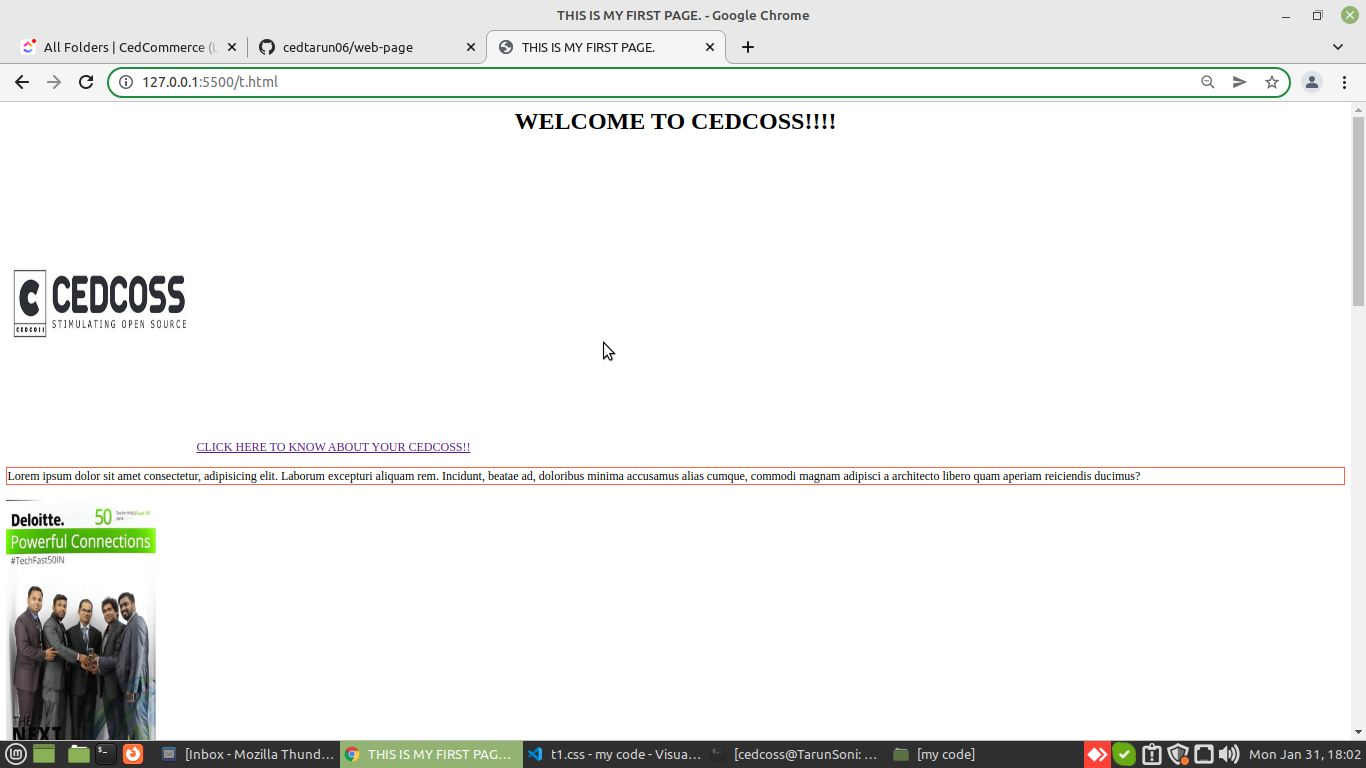 THIS IS MY FIRST PAGE. - Google Chrome
All Folders | CedCommerce (L
cedtarun06/web-page
THIS IS MY FIRST PAGE.
127.0.0.1:5500/t.html
WELCOME TO CEDCOSS!!!!
C CEDCOSS
CEDCOSS STIMULATING OPEN SOURCE
CLICK HERE TO KNOW ABOUT YOUR CEDCOSS!!
Lorem ipsum dolor sit amet consectetur, adipisicing elit. Laborum excepturi aliquam rem. Incidunt, beatae ad, doloribus minima accusamus alias cumque, commodi magnam adipisci a architecto libero quam aperiam reiciendis ducimus?
Deloitte. 50
Powerful Connections
#TechFast50IN
THE
NEXT
[Inbox - Mozilla Thund...
THIS IS MY FIRST PAG...
t1.css - my code - Visua...
[cedcoss@TarunSoni: ...
[my code]
Mon Jan 31, 18:02